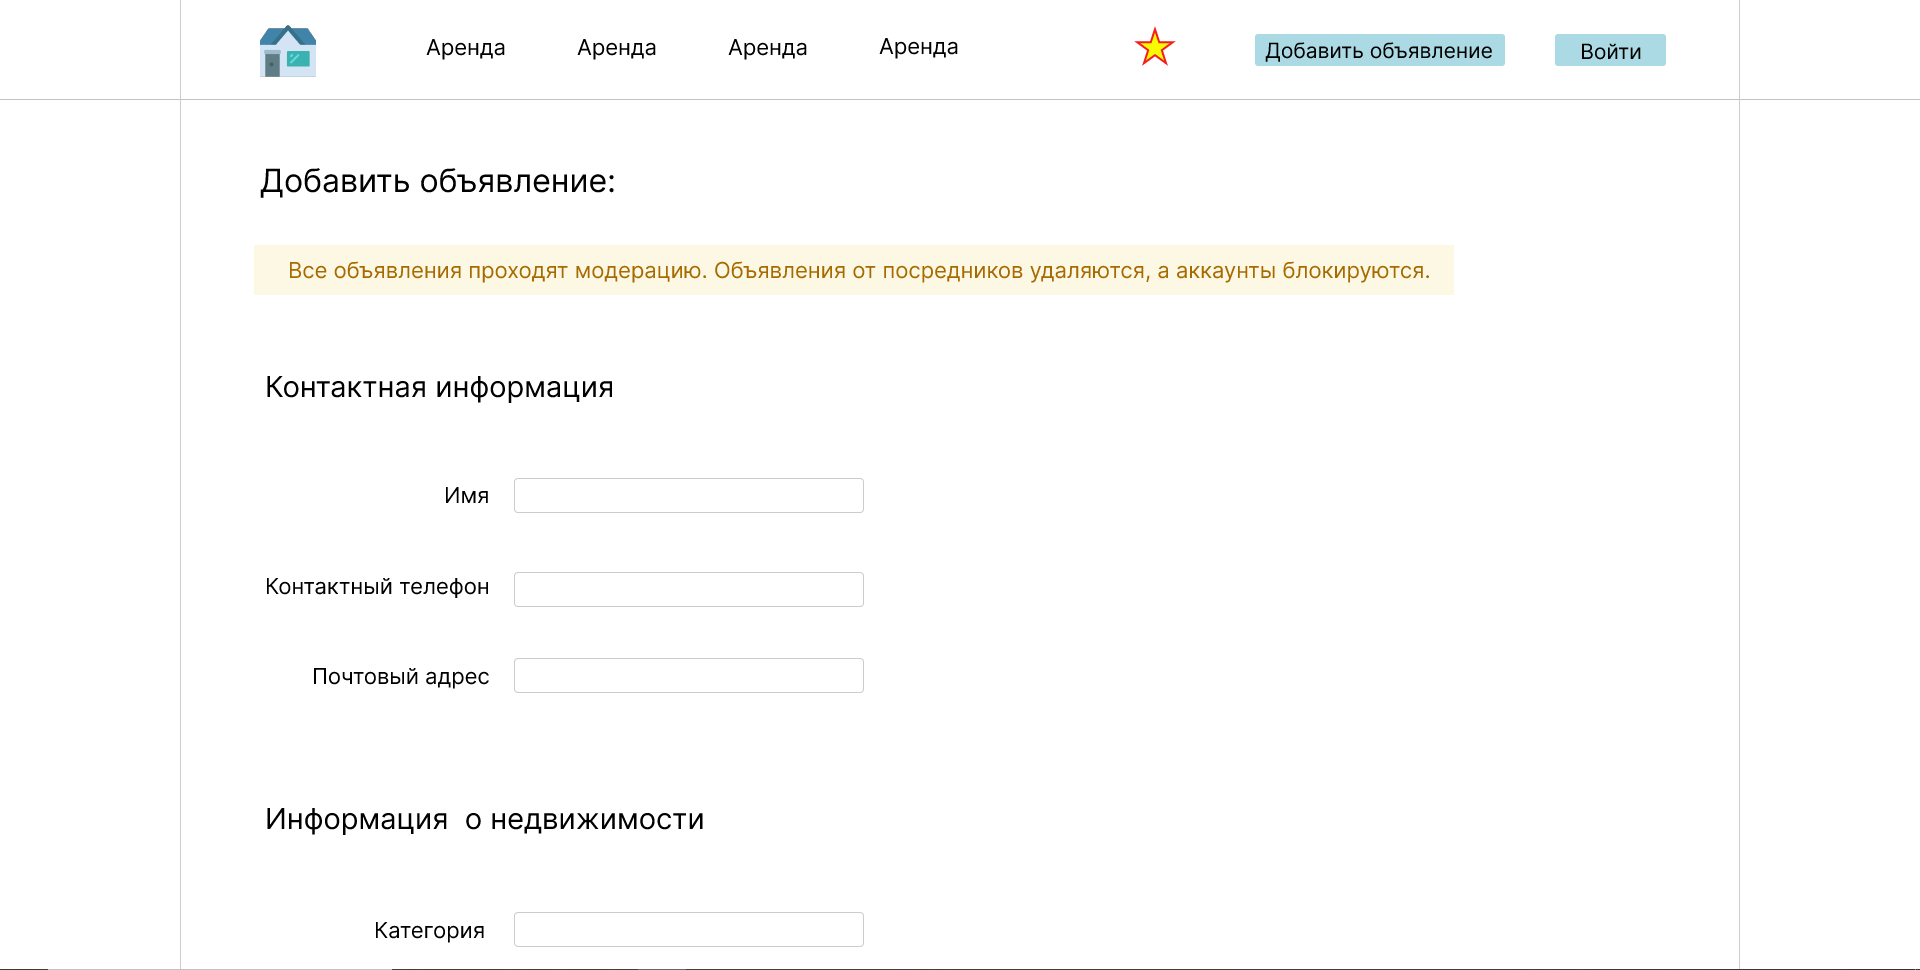 Аренда Аренда Аренда Аренда Добавить объявление Войти
Добавить объявление:
Все объявления проходят модерацию. Объявления от посредников удаляются, а аккаунты блокируются.
Контактная информация
Имя
Контактный телефон
Почтовый адрес
Информация о недвижимости
Категория